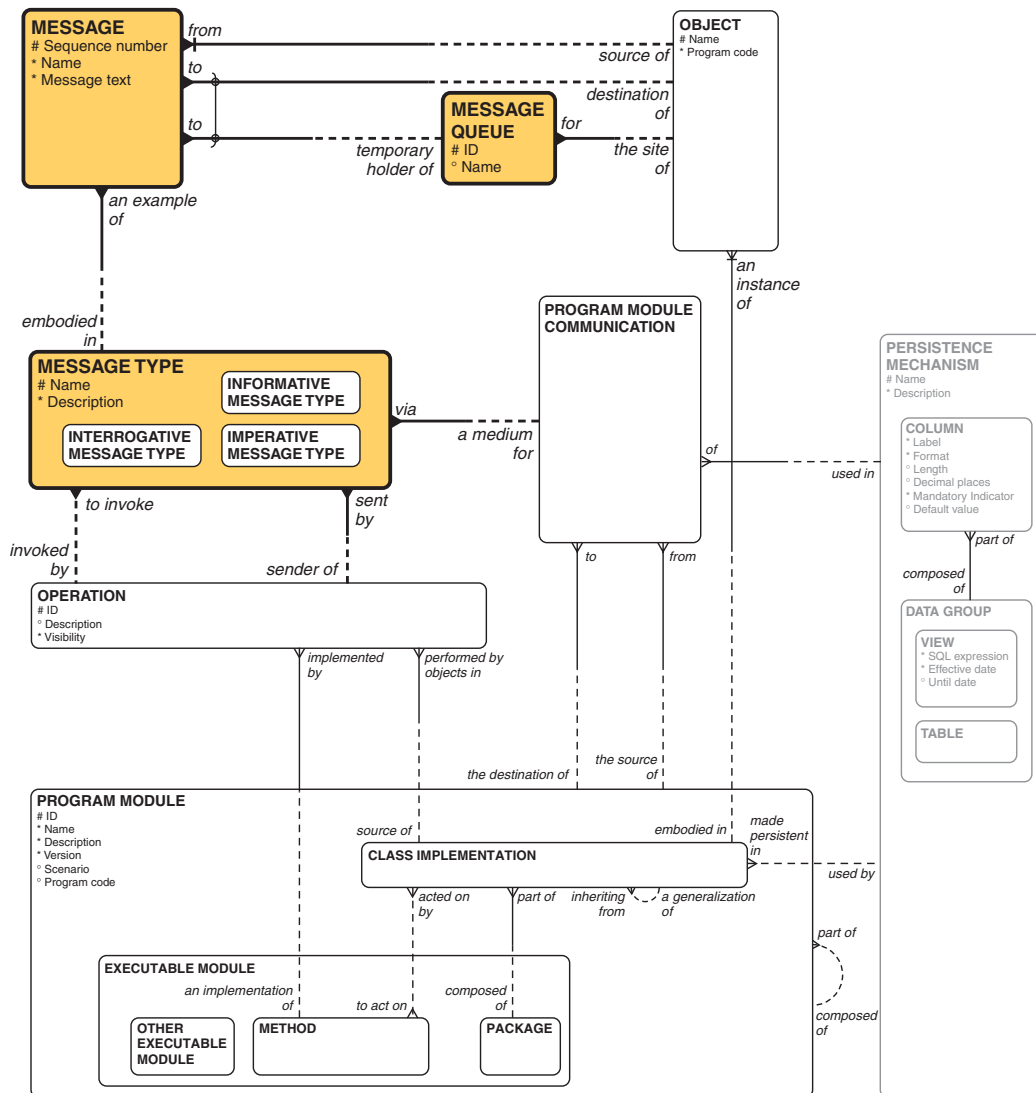 MESSAGE
# Sequence number
* Name
* Message text
from
source of
to
destination
of
to
temporary
holder of
MESSAGE
QUEUE
# ID
° Name
for
the site
of
OBJECT
# Name
* Program code
an example
of
embodied
in
an
instance
of
MESSAGE TYPE
# Name
* Description
INFORMATIVE
MESSAGE TYPE
INTERROGATIVE
MESSAGE TYPE
IMPERATIVE
MESSAGE TYPE
via
a medium
for
PROGRAM MODULE
COMMUNICATION
of
used in
PERSISTENCE
MECHANISM
# Name
* Description
COLUMN
* Label
* Format
° Length
° Decimal places
* Mandatory Indicator
° Default value
part of
composed
of
DATA GROUP
VIEW
* SQL expression
* Effective date
° Until date
TABLE
to invoke
invoked
by
sent
by
sender of
to
from
OPERATION
# ID
° Description
* Visibility
implemented
by
performed by
objects in
the destination of
the source
of
PROGRAM MODULE
# ID
* Name
* Description
* Version
° Scenario
° Program code
source of
embodied in
made
persistent
in
used by
CLASS IMPLEMENTATION
acted on
by
part of
inheriting
from
a generalization
of
part of
composed
of
EXECUTABLE MODULE
an implementation
of
to act on
composed
of
OTHER
EXECUTABLE
MODULE
METHOD
PACKAGE